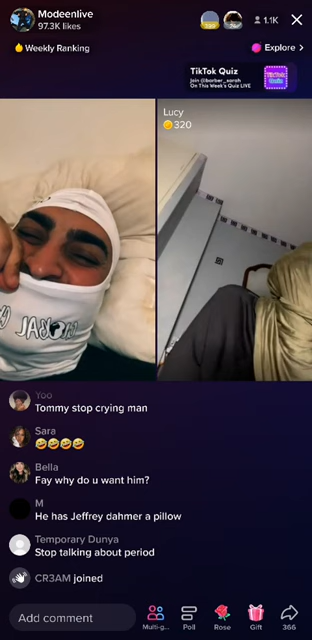 Modeenlive
97.3K likes
1.1K
Weekly Ranking
Explore >
TikTok Quiz
Join @barber_sarah
On This Week's Quiz LIVE
TikTok
Quiz
Lucy
320
Yoo
Tommy stop crying man
Sara
🤣🤣🤣🤣
Bella
Fay why do u want him?
M
He has Jeffrey dahmer a pillow
Temporary Dunya
Stop talking about period
CR3AM joined
Add comment
Multi-g...
Poll
Rose
Gift
366